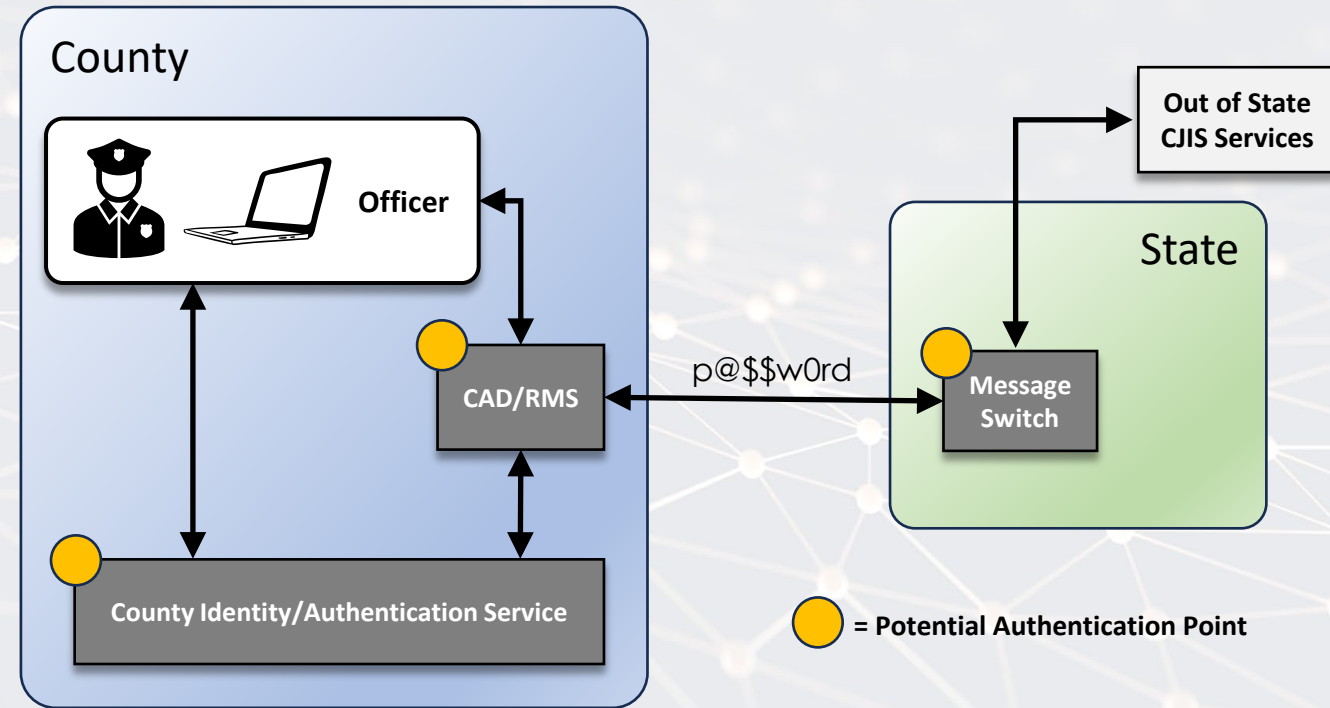 County
Officer
CAD/RMS
County Identity/Authentication Service
p@$$w0rd
Out of State
CJIS Services
State
Message
Switch
= Potential Authentication Point